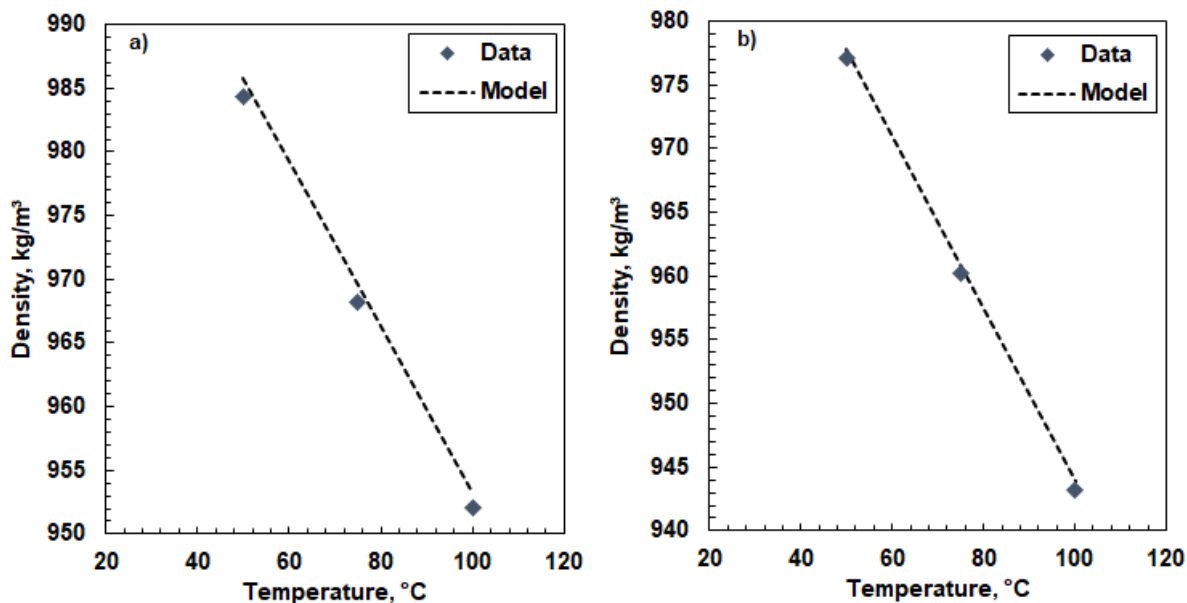 a)
Data
Model
990
985
980
975
970
965
960
955
950
20 40 60 80 100 120
Density, kg/m³
Temperature, °C
b)
Data
Model
980
975
970
965
960
955
950
945
940
20 40 60 80 100 120
Density, kg/m³
Temperature, °C